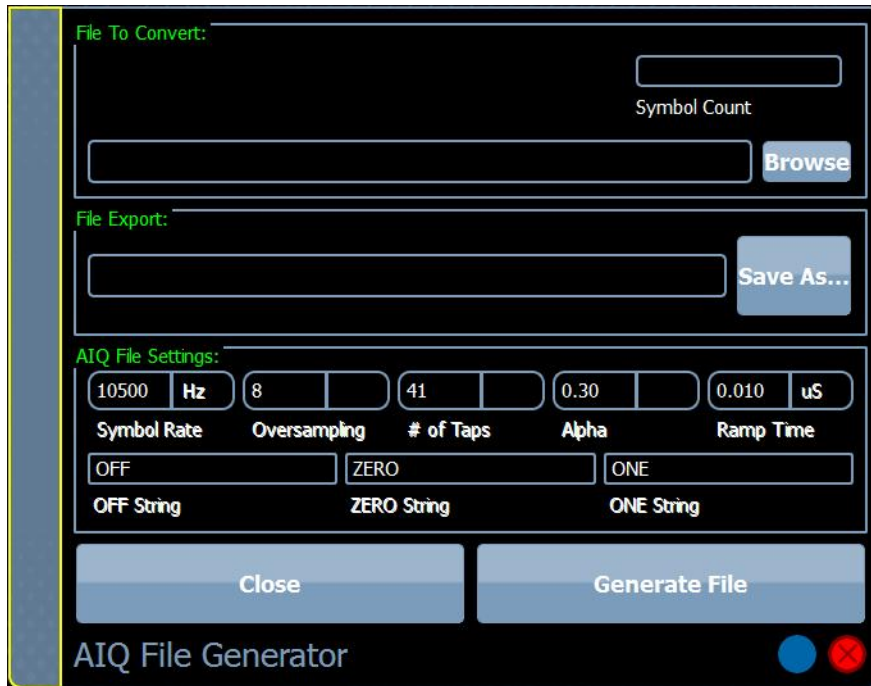 File To Convert:
Symbol Count
Browse
File Export:
Save As...
AIQ File Settings:
10500 Hz 8 41 0.30 0.010 uS
Symbol Rate Oversampling # of Taps Alpha Ramp Time
OFF ZERO ONE
OFF String ZERO String ONE String
Close Generate File
AIQ File Generator